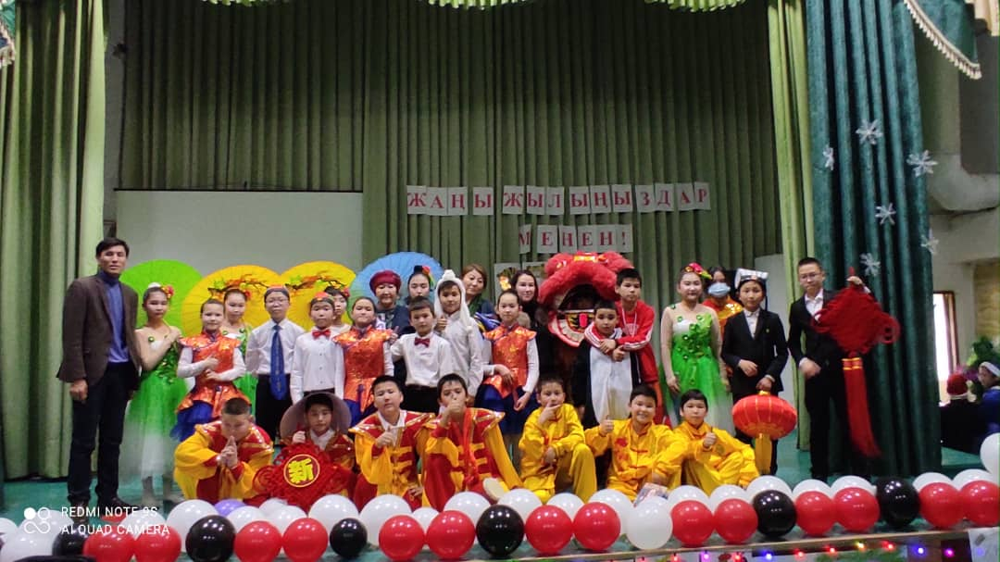 ЖАҢЫ ЖЫЛЫҢЫЗДАР
МЕНЕН!
新
REDMI NOTE 9S
AI QUAD CAMERA